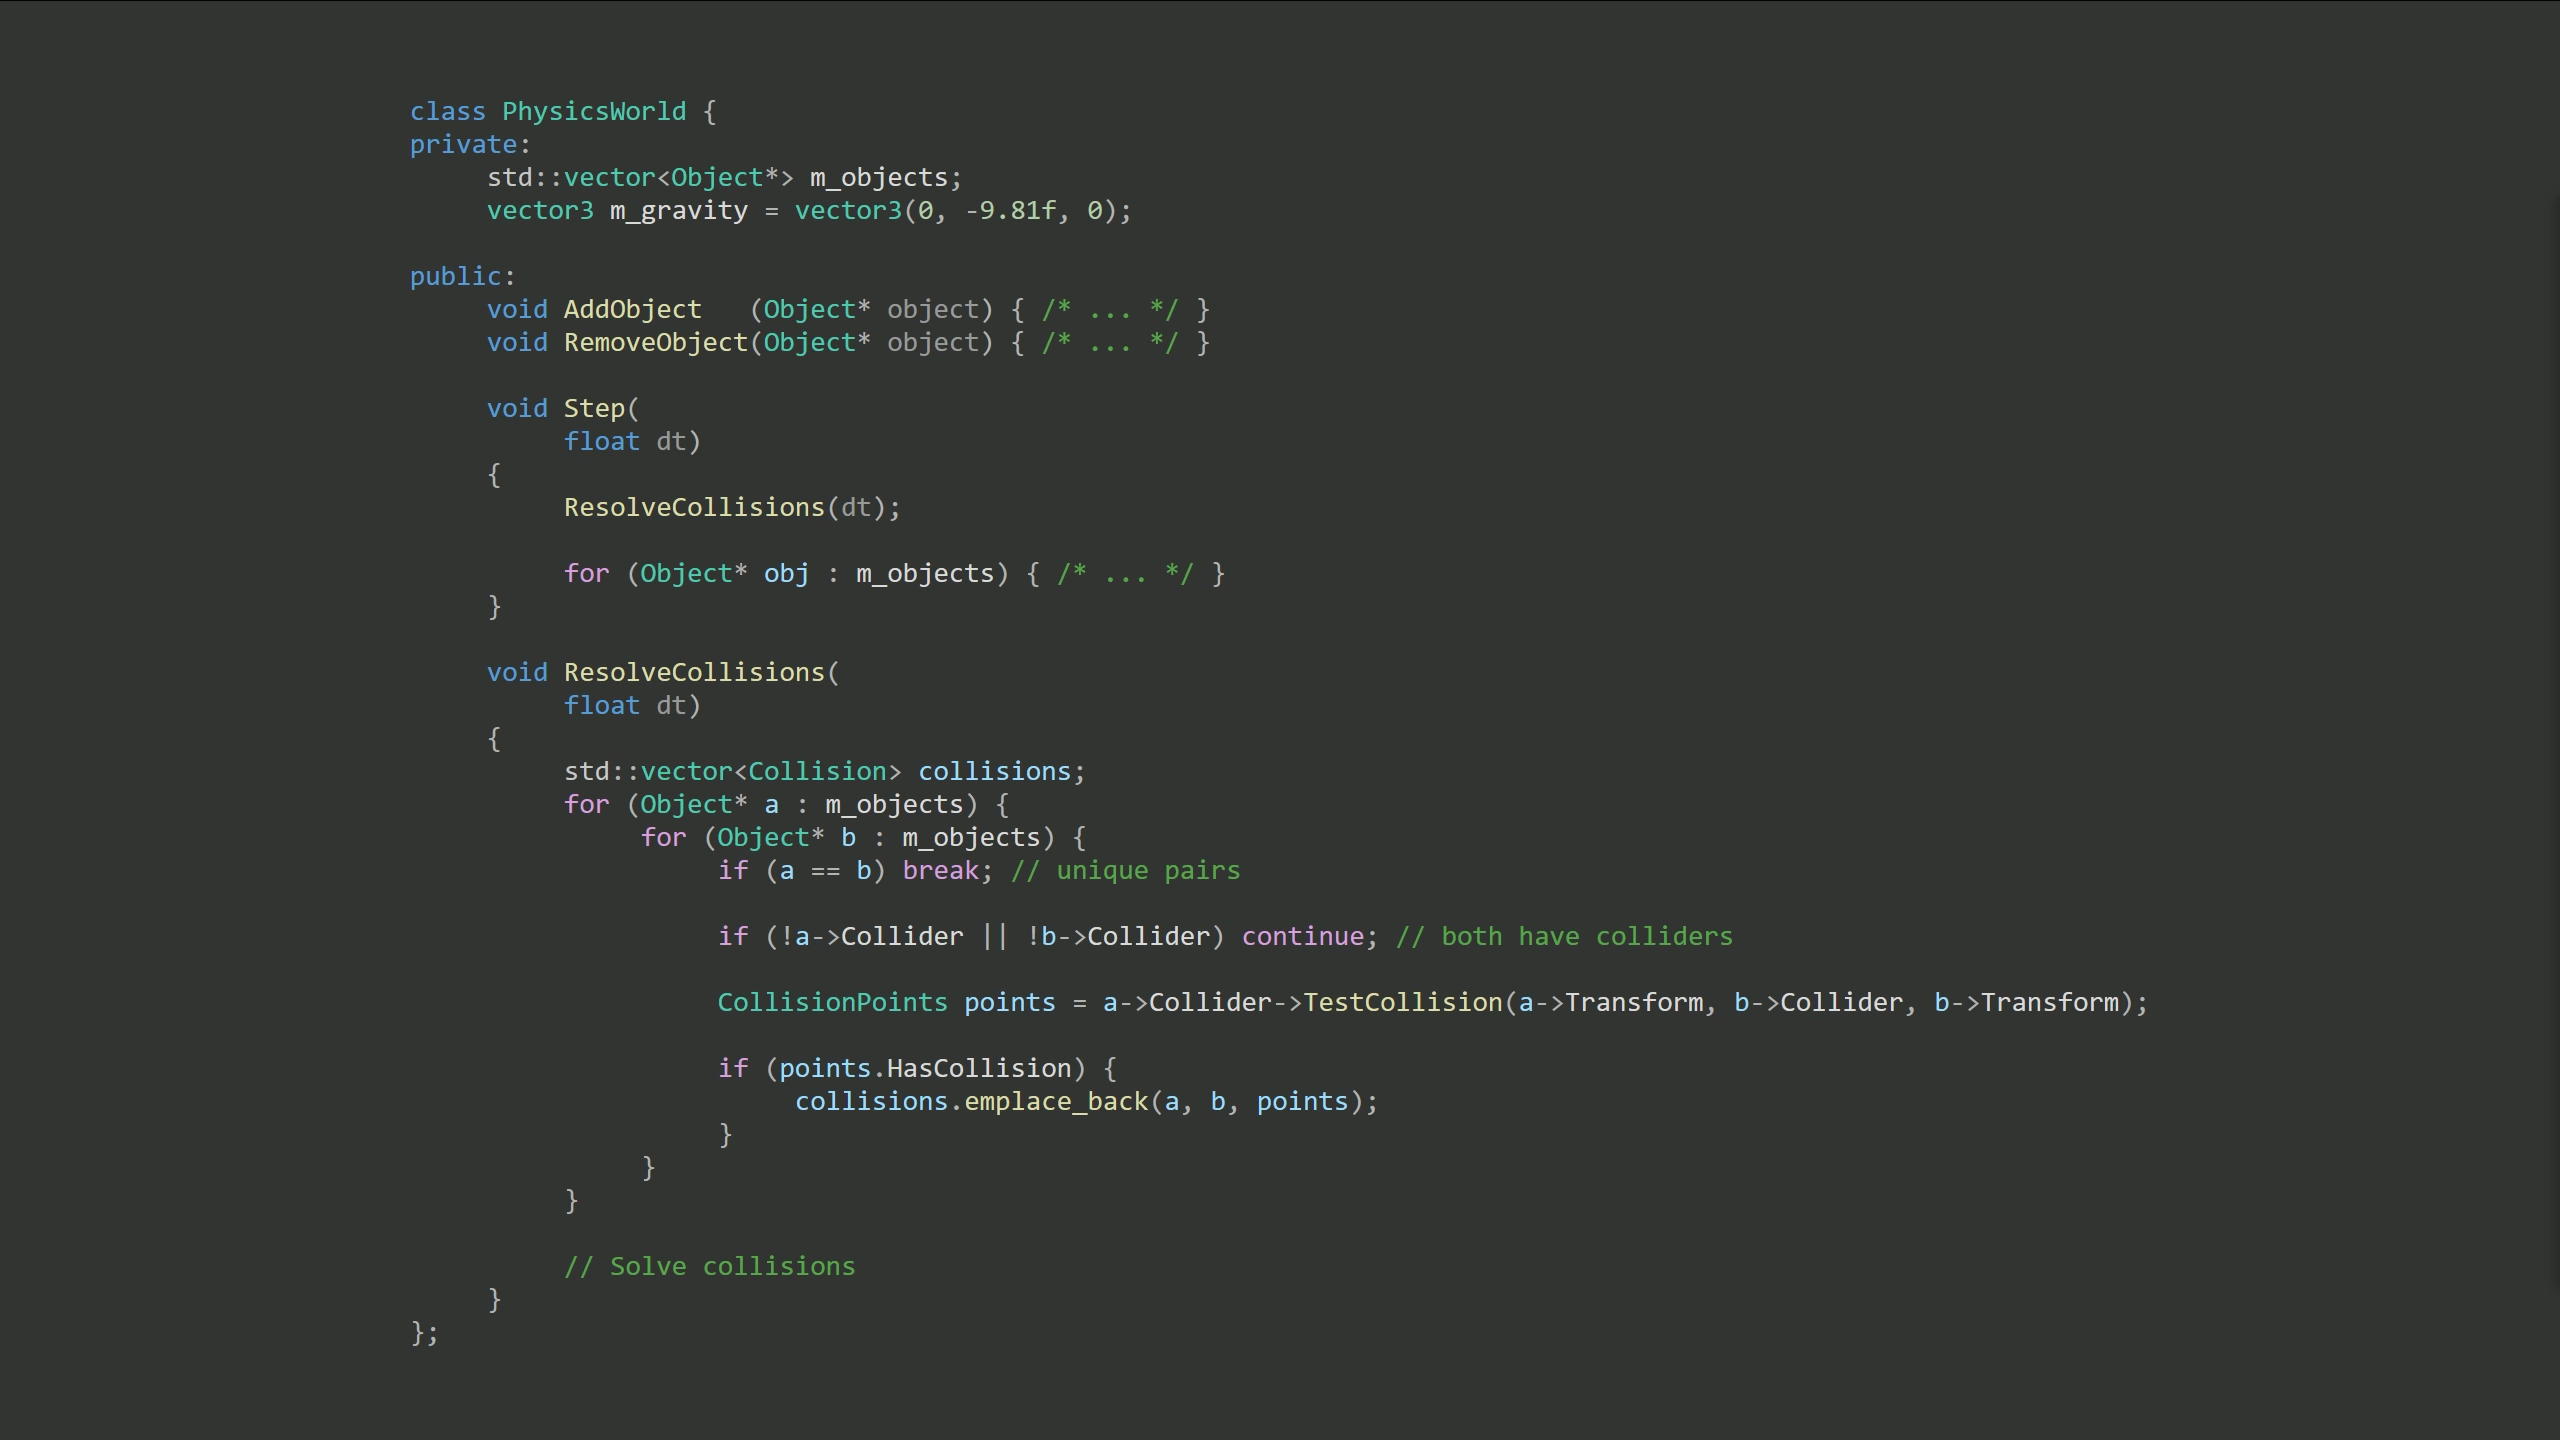 class PhysicsWorld {
private:
     std::vector<Object*> m_objects;
     vector3 m_gravity = vector3(0, -9.81f, 0);

public:
     void AddObject   (Object* object) { /* ... */ }
     void RemoveObject(Object* object) { /* ... */ }

     void Step(
          float dt)
     {
          ResolveCollisions(dt);

          for (Object* obj : m_objects) { /* ... */ }
     }

     void ResolveCollisions(
          float dt)
     {
          std::vector<Collision> collisions;
          for (Object* a : m_objects) {
               for (Object* b : m_objects) {
                    if (a == b) break; // unique pairs

                    if (!a->Collider || !b->Collider) continue; // both have colliders

                    CollisionPoints points = a->Collider->TestCollision(a->Transform, b->Collider, b->Transform);

                    if (points.HasCollision) {
                         collisions.emplace_back(a, b, points);
                    }
               }
          }

          // Solve collisions
     }
};